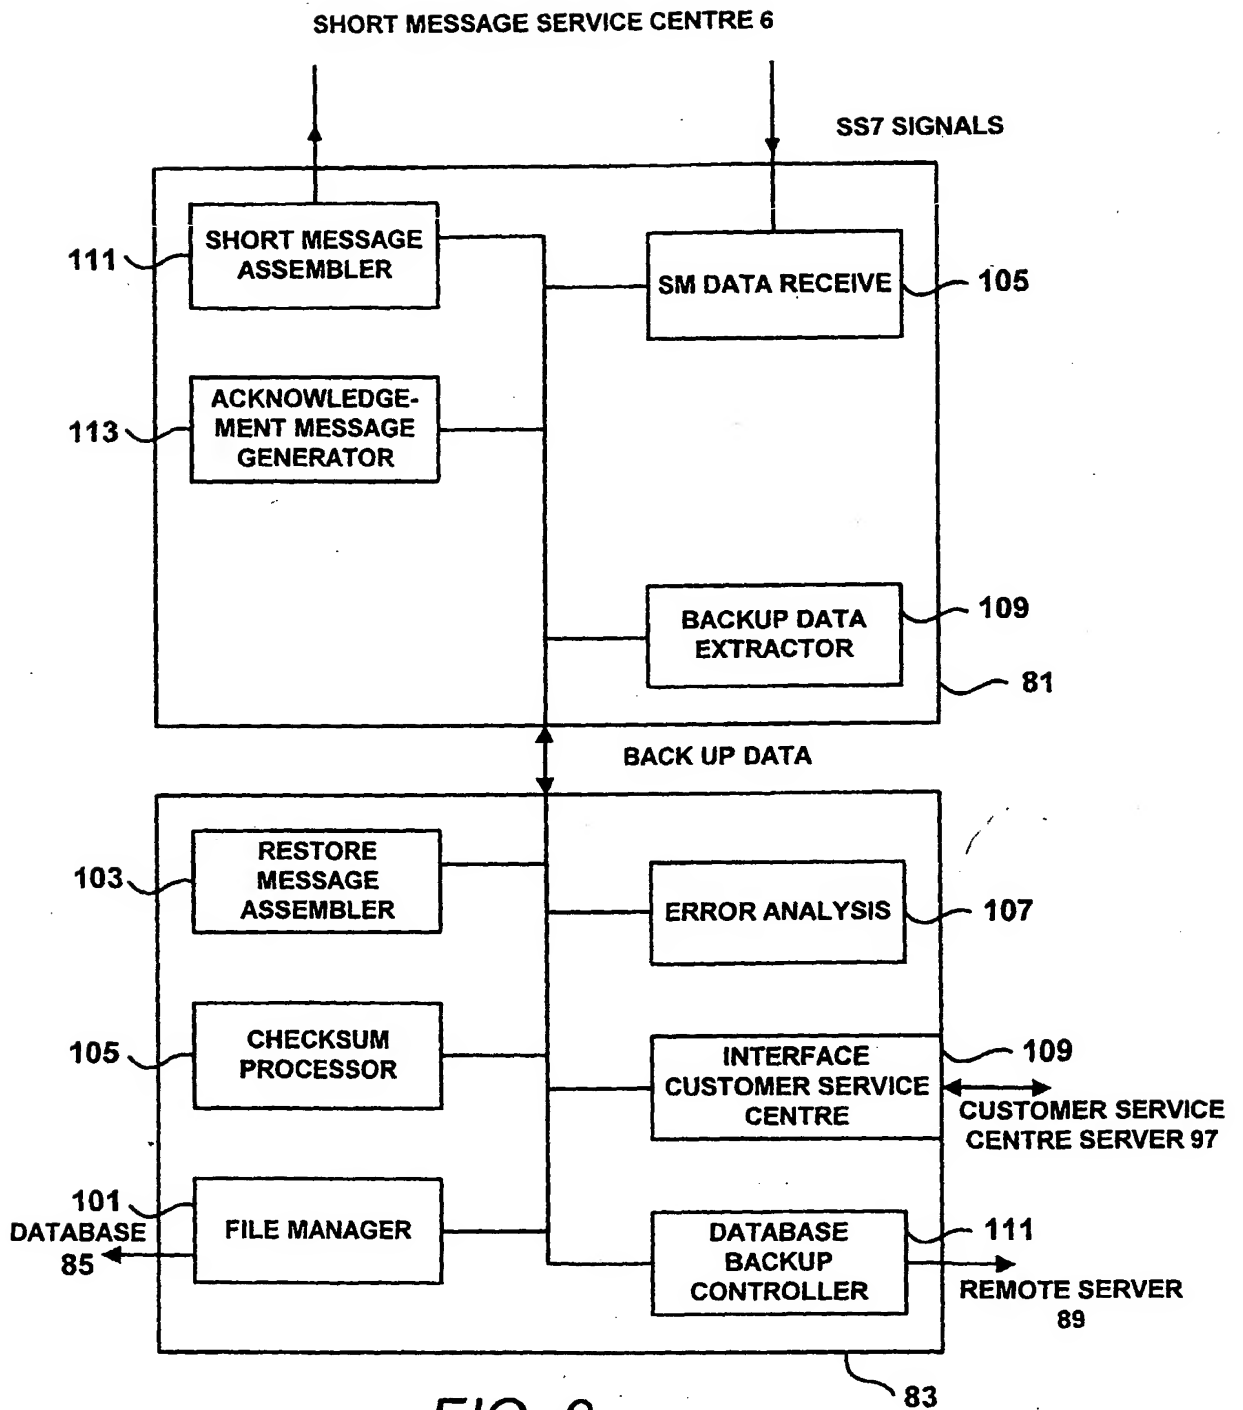 SHORT MESSAGE SERVICE CENTRE 6
SS7 SIGNALS
111
SHORT MESSAGE
ASSEMBLER
SM DATA RECEIVE
105
113
ACKNOWLEDGE-
MENT MESSAGE
GENERATOR
BACKUP DATA
EXTRACTOR
109
81
BACK UP DATA
103
RESTORE
MESSAGE
ASSEMBLER
ERROR ANALYSIS
107
105
CHECKSUM
PROCESSOR
INTERFACE
CUSTOMER SERVICE
CENTRE
109
CUSTOMER SERVICE
CENTRE SERVER 97
101
DATABASE
85
FILE MANAGER
DATABASE
BACKUP
CONTROLLER
111
REMOTE SERVER
89
83